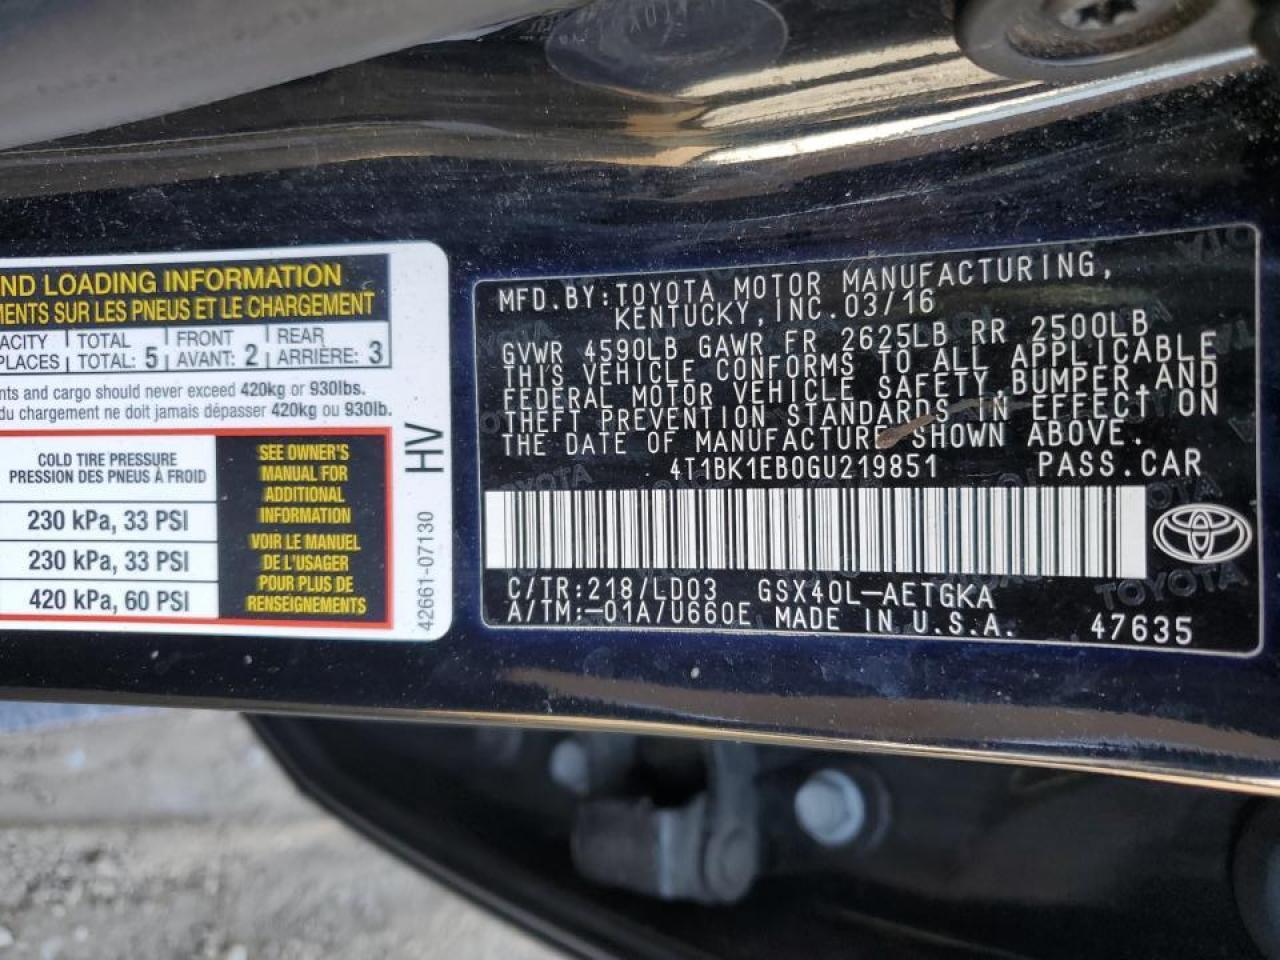 ND LOADING INFORMATION
MENTS SUR LES PNEUS ET LE CHARGEMENT
ACITY TOTAL FRONT REAR
PLACES TOTAL: 5 AVANT: 2 ARRIÈRE: 3
nts and cargo should never exceed 420kg or 930lbs.
du chargement ne doit jamais dépasser 420kg ou 930lb.
COLD TIRE PRESSURE
PRESSION DES PNEUS À FROID
230 kPa, 33 PSI
230 kPa, 33 PSI
420 kPa, 60 PSI
SEE OWNER'S
MANUAL FOR
ADDITIONAL
INFORMATION
VOIR LE MANUEL
DE L'USAGER
POUR PLUS DE
RENSEIGNEMENTS
HV
42661-07130
MFD.BY:TOYOTA MOTOR MANUFACTURING,
KENTUCKY, INC.03/16
GVWR 4590LB GAWR FR 2625LB RR 2500LB
THIS VEHICLE CONFORMS TO ALL APPLICABLE
FEDERAL MOTOR VEHICLE SAFETY,BUMPER,AND
THEFT PREVENTION STANDARDS IN EFFECT ON
THE DATE OF MANUFACTURE SHOWN ABOVE.
4T1BK1EB0GU219851 PASS.CAR
C/TR:218/LD03 GSX40L-AETGKA
A/TM:-01A/U660E MADE IN U.S.A. 47635
TOYOTA